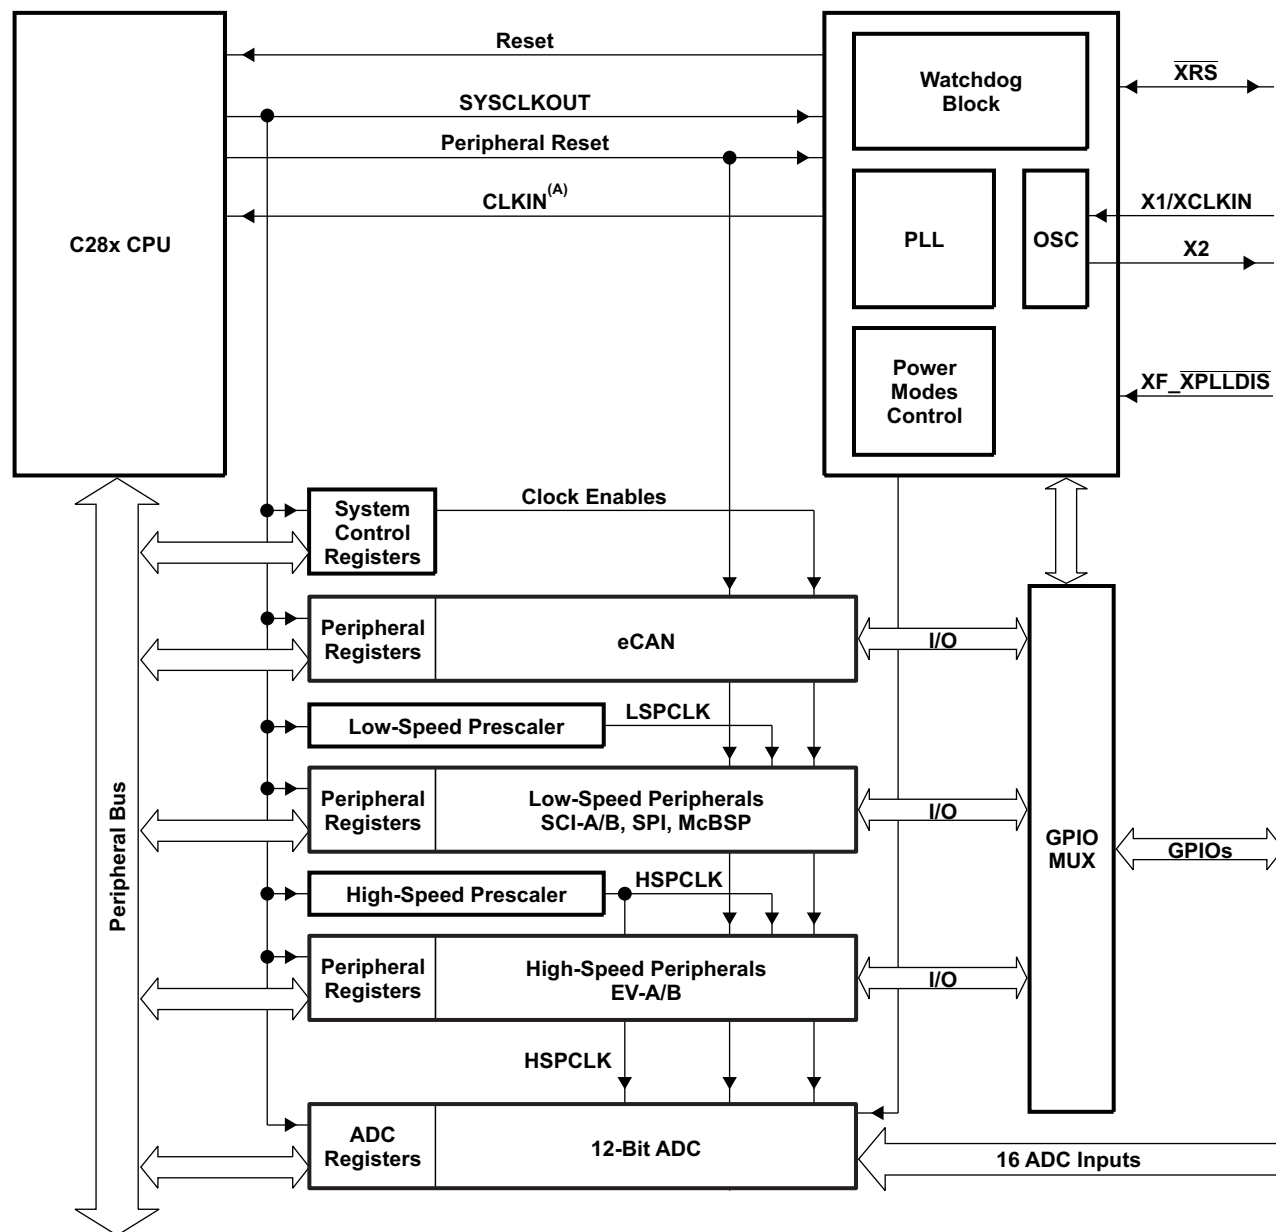 Reset
Watchdog
Block
XRS
SYSCLKOUT
Peripheral Reset
CLKIN(A)
X1/XCLKIN
C28x CPU
PLL
OSC
X2
Power
Modes
Control
XF_XPLLDIS
Clock Enables
System
Control
Registers
Peripheral
Registers
eCAN
I/O
LSPCLK
Low-Speed Prescaler
Peripheral
Registers
Low-Speed Peripherals
SCI-A/B, SPI, McBSP
I/O
GPIO
MUX
GPIOs
Peripheral Bus
HSPCLK
High-Speed Prescaler
Peripheral
Registers
High-Speed Peripherals
EV-A/B
I/O
HSPCLK
ADC
Registers
12-Bit ADC
16 ADC Inputs